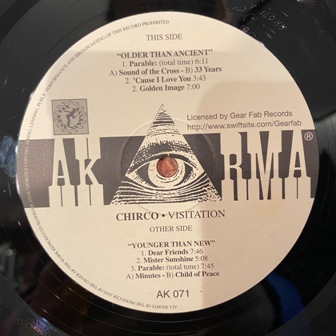 THIS SIDE
"OLDER THAN ANCIENT"
1. Parable: (total time) 6:11
A) Sound of the Cross - B) 33 Years
2. 'Cause I Love You 3:43
2. Golden Image 7:00
Licensed by Gear Fab Records
http://www.swiftsite.com/Gearfab
AK RMA®
CHIRCO • VISITATION
OTHER SIDE
"YOUNGER THAN NEW"
1. Dear Friends 7:46
2. Mister Sunshine 5:08
3. Parable: (total time) 7:45
A) Minutes - B) Child of Peace
AK 071